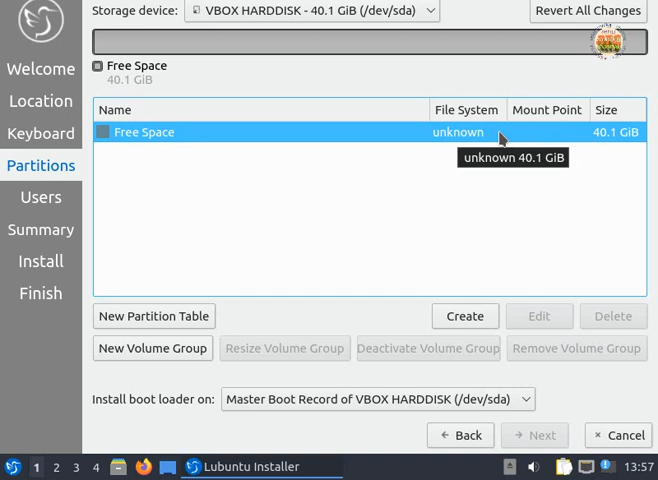 Storage device: VBOX HARDDISK - 40.1 GiB (/dev/sda) Revert All Changes
Free Space
40.1 GiB
Welcome
Location
Keyboard
Partitions
Users
Summary
Install
Finish
Name File System Mount Point Size
Free Space unknown 40.1 GiB
unknown 40.1 GiB
New Partition Table Create Edit Delete
New Volume Group Resize Volume Group Deactivate Volume Group Remove Volume Group
Install boot loader on: Master Boot Record of VBOX HARDDISK (/dev/sda)
Back Next Cancel
1 2 3 4 Lubuntu Installer 13:57